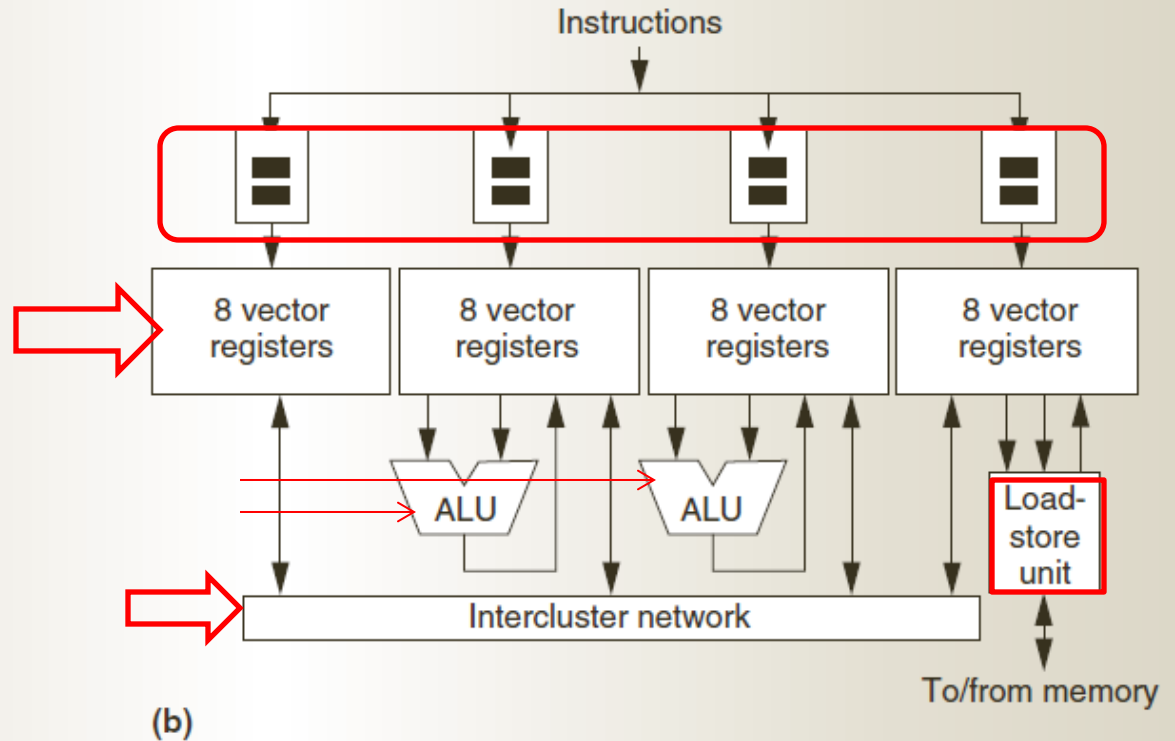 Instructions
8 vector
registers
8 vector
registers
8 vector
registers
8 vector
registers
ALU
ALU
Load-
store
unit
Intercluster network
To/from memory
(b)